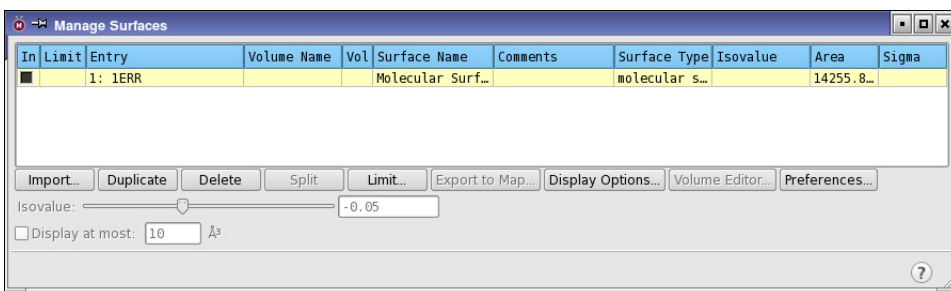 Manage Surfaces
In Limit Entry Volume Name Vol Surface Name Comments Surface Type Isovalue Area Sigma
1: 1ERR Molecular Surf… molecular s… 14255.8…
Import... Duplicate Delete Split Limit... Export to Map... Display Options... Volume Editor... Preferences...
Isovalue: -0.05
Display at most: 10 Å³
?